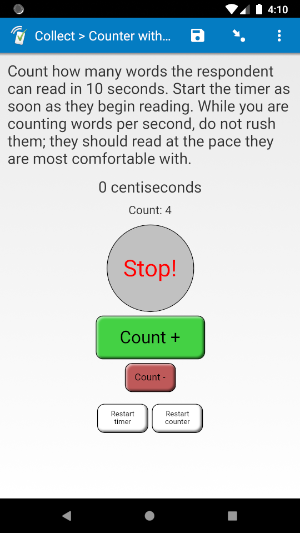 4:10
Collect > Counter with...
Count how many words the respondent
can read in 10 seconds. Start the timer as
soon as they begin reading. While you are
counting words per second, do not rush
them; they should read at the pace they
are most comfortable with.
0 centiseconds
Count: 4
Stop!
Count +
Count -
Restart
timer
Restart
counter